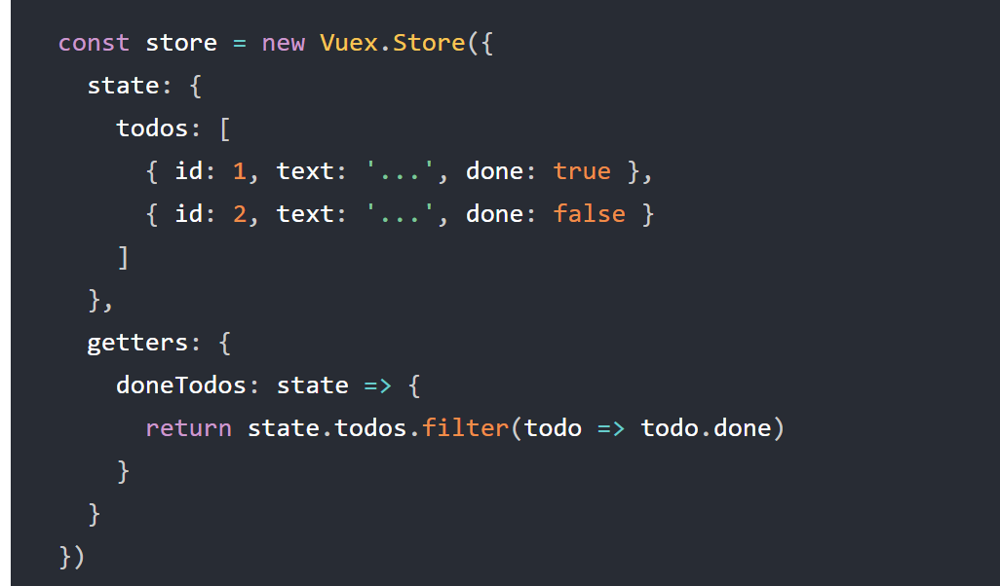 const store = new Vuex.Store({
  state: {
    todos: [
      { id: 1, text: '...', done: true },
      { id: 2, text: '...', done: false }
    ]
  },
  getters: {
    doneTodos: state => {
      return state.todos.filter(todo => todo.done)
    }
  }
})